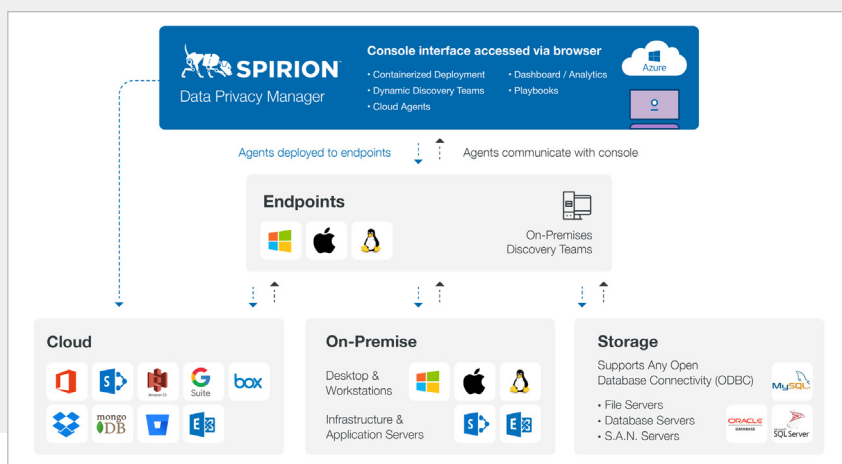 SPIRION
Data Privacy Manager
Console interface accessed via browser
• Containerized Deployment
• Dynamic Discovery Teams
• Cloud Agents
• Dashboard / Analytics
• Playbooks
Azure
Agents deployed to endpoints
Agents communicate with console
Endpoints
On-Premises
Discovery Teams
Cloud
Amazon S3
G Suite
box
mongo
DB
On-Premise
Desktop &
Workstations
Infrastructure &
Application Servers
Storage
Supports Any Open
Database Connectivity (ODBC)
• File Servers
• Database Servers
• S.A.N. Servers
MySQL
ORACLE
DATABASE
SQL Server